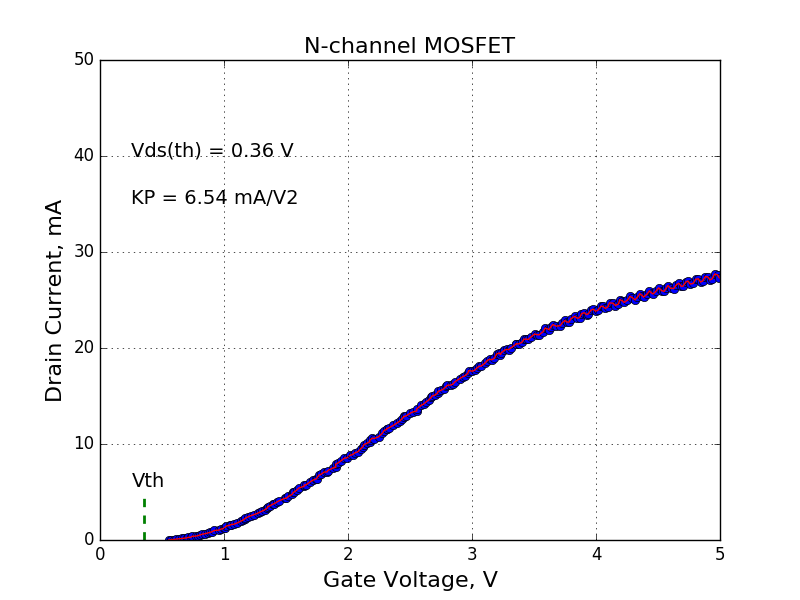 N-channel MOSFET
50
40
30
20
10
0
Vds(th) = 0.36 V
KP = 6.54 mA/V2
Vth
Drain Current, mA
0 1 2 3 4 5
Gate Voltage, V